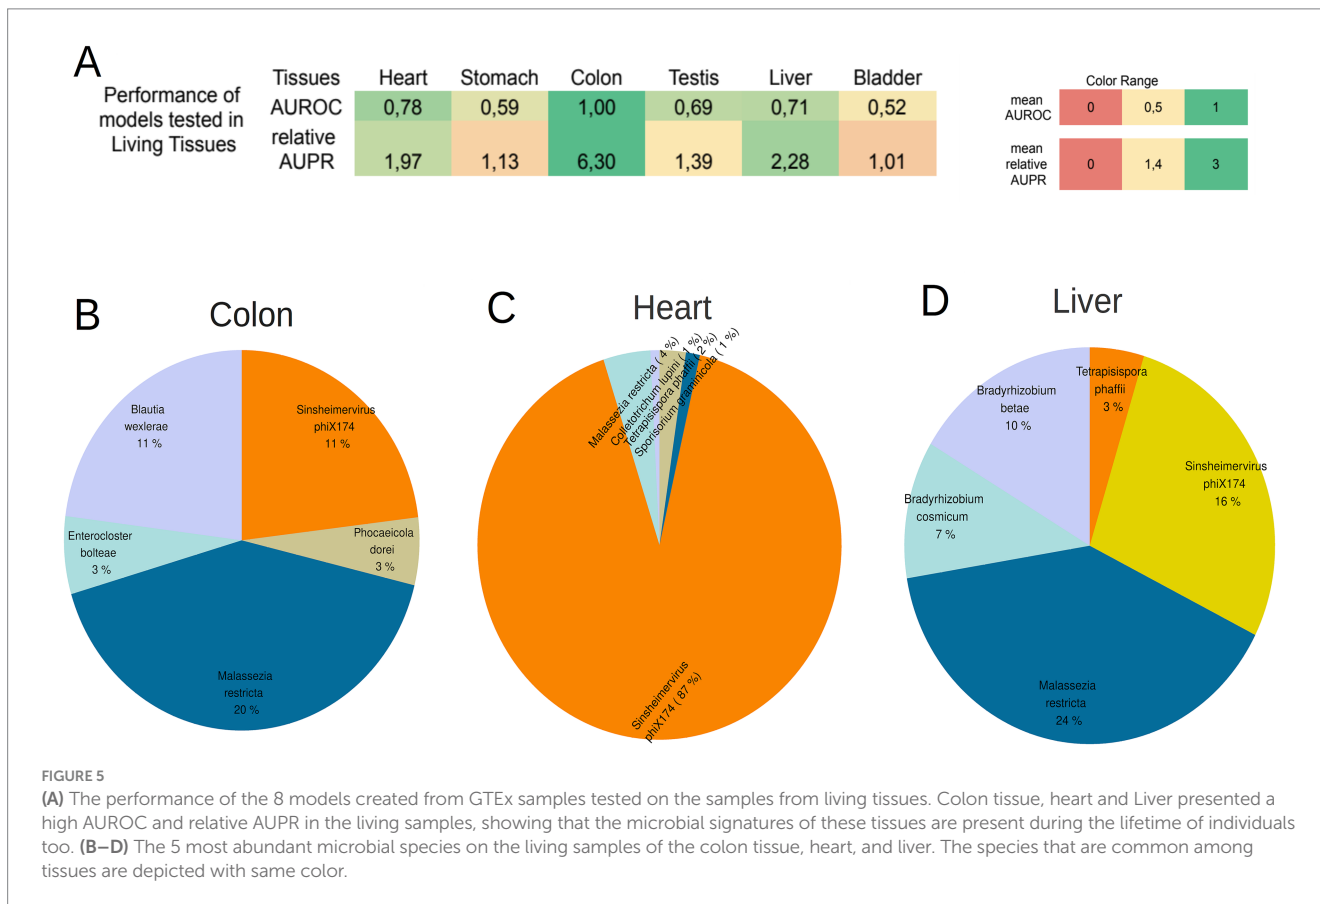 A
Performance of
models tested in
Living Tissues
Tissues Heart Stomach Colon Testis Liver Bladder
AUROC 0,78 0,59 1,00 0,69 0,71 0,52
relative
AUPR 1,97 1,13 6,30 1,39 2,28 1,01
Color Range
mean
AUROC
0 0,5 1
mean
relative
AUPR
0 1,4 3
B
Colon
Blautia
wexlerae
11 %
Sinsheimervirus
phiX174
11 %
Enterocloster
bolteae
3 %
Phocaeicola
dorei
3 %
Malassezia
restricta
20 %
C
Heart
Malassezia restricta ( 4 %)
Colletotrichum lupini ( 1 %)
Tetrapisispora phaffii ( 2 %)
Sporisorium graminicola ( 1 %)
Sinsheimervirus
phiX174 ( 87 %)
D
Liver
Tetrapisispora
phaffii
3 %
Bradyrhizobium
betae
10 %
Sinsheimervirus
phiX174
16 %
Bradyrhizobium
cosmicum
7 %
Malassezia
restricta
24 %
FIGURE 5
(A) The performance of the 8 models created from GTEx samples tested on the samples from living tissues. Colon tissue, heart and Liver presented a
high AUROC and relative AUPR in the living samples, showing that the microbial signatures of these tissues are present during the lifetime of individuals
too. (B–D) The 5 most abundant microbial species on the living samples of the colon tissue, heart, and liver. The species that are common among
tissues are depicted with same color.